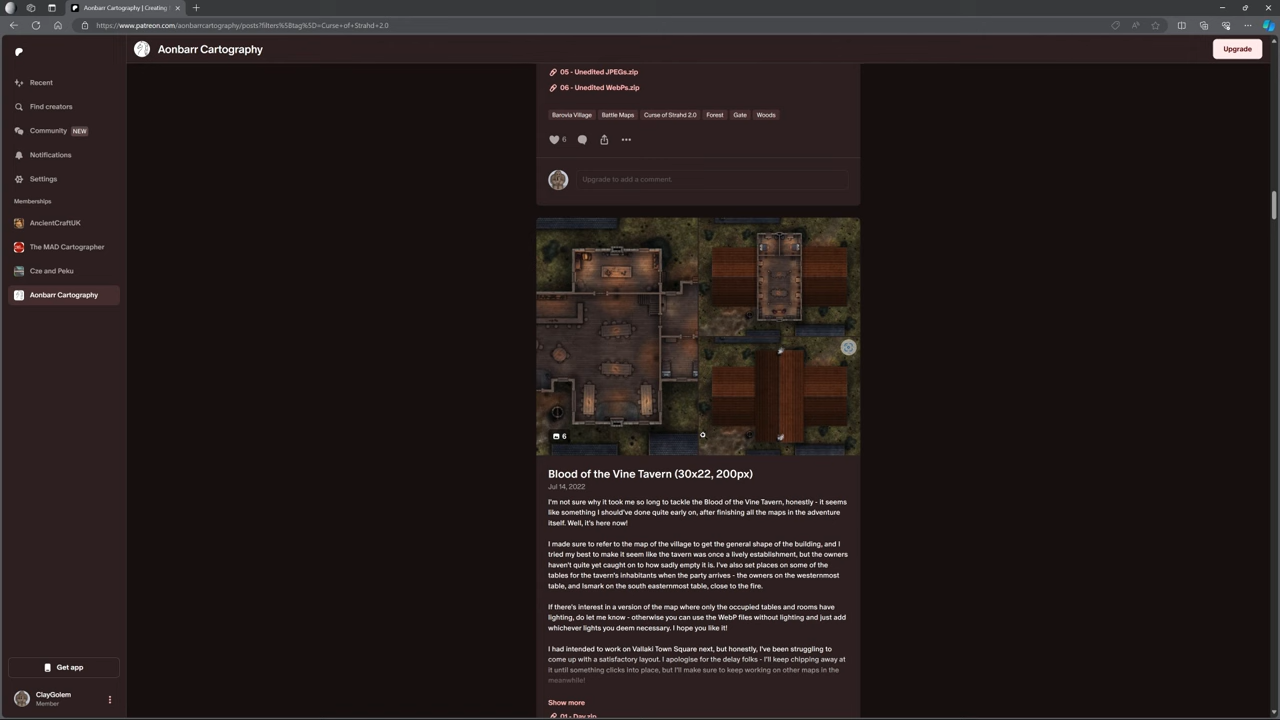 Aonbarr Cartography | Creating
https://www.patreon.com/aonbarrcartography/posts?filters%5Btag%5D=Curse+of+Strahd+2.0
Aonbarr Cartography
Upgrade
Recent
Find creators
Community NEW
Notifications
Settings
Memberships
AncientCraftUK
The MAD Cartographer
Cze and Peku
Aonbarr Cartography
Get app
ClayGolem
Member
05 - Unedited JPEGs.zip
06 - Unedited WebPs.zip
Barovia Village Battle Maps Curse of Strahd 2.0 Forest Gate Woods
6
Upgrade to add a comment.
6
Blood of the Vine Tavern (30x22, 200px)
Jul 14, 2022
I'm not sure why it took me so long to tackle the Blood of the Vine Tavern, honestly - it seems
like something I should've done quite early on, after finishing all the maps in the adventure
itself. Well, it's here now!
I made sure to refer to the map of the village to get the general shape of the building, and I
tried my best to make it seem like the tavern was once a lively establishment, but the owners
haven't quite yet caught on to how sadly empty it is. I've also set places on some of the
tables for the tavern's inhabitants when the party arrives - the owners on the westernmost
table, and Ismark on the south easternmost table, close to the fire.
If there's interest in a version of the map where only the occupied tables and rooms have
lighting, do let me know - otherwise you can use the WebP files without lighting and just add
whichever lights you deem necessary. I hope you like it!
I had intended to work on Vallaki Town Square next, but honestly, I've been struggling to
come up with a satisfactory layout. I apologise for the delay folks - I'll keep chipping away at
it until something clicks into place, but I'll make sure to keep working on other maps in the
meanwhile!
Show more
01 - Day.zip